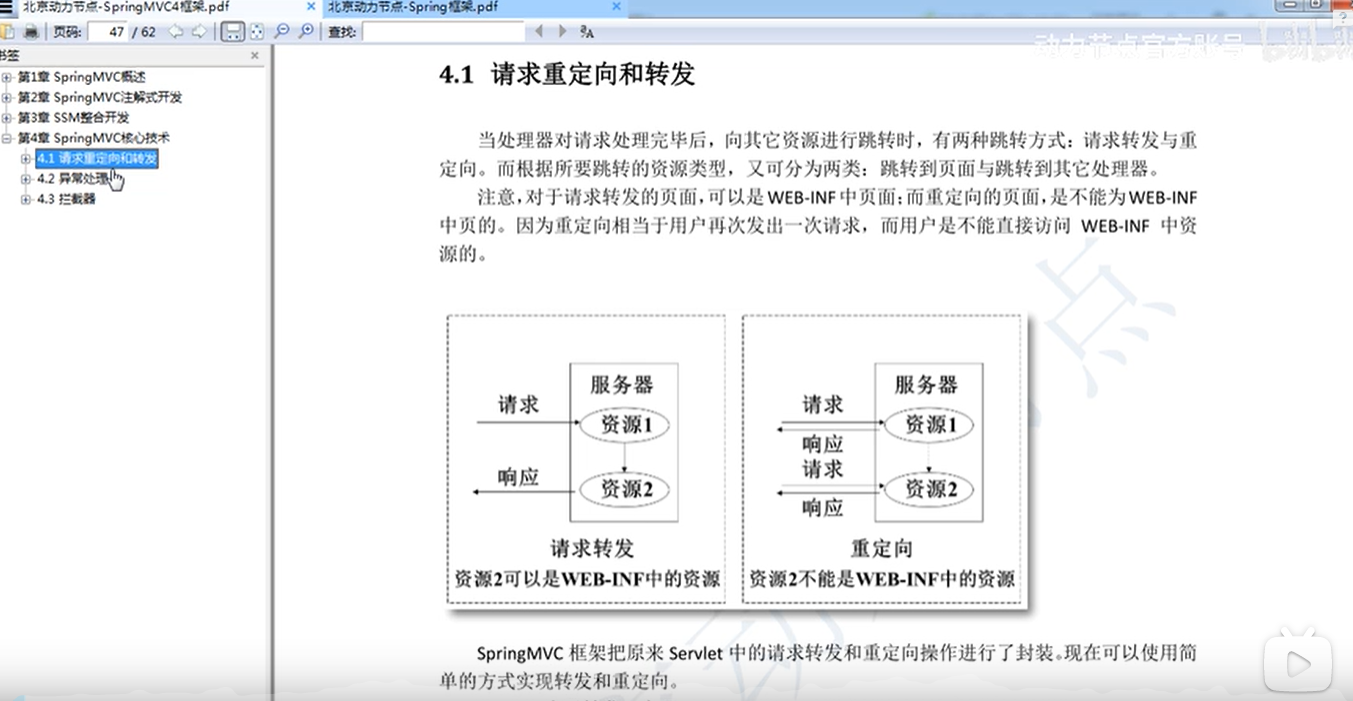 北京动力节点-SpringMVC4框架.pdf
北京动力节点-Spring框架.pdf
页码: 47 / 62
查找:
动力节点官方账号 bilibili
书签
第1章 SpringMVC概述
第2章 SpringMVC注解式开发
第3章 SSM整合开发
第4章 SpringMVC核心技术
4.1 请求重定向和转发
4.2 异常处理
4.3 拦截器
4.1 请求重定向和转发
当处理器对请求处理完毕后，向其它资源进行跳转时，有两种跳转方式：请求转发与重
定向。而根据所要跳转的资源类型，又可分为两类：跳转到页面与跳转到其它处理器。
注意，对于请求转发的页面，可以是WEB-INF中页面；而重定向的页面，是不能为WEB-INF
中页的。因为重定向相当于用户再次发出一次请求，而用户是不能直接访问 WEB-INF 中资
源的。
服务器
请求
资源1
响应
资源2
请求转发
资源2可以是WEB-INF中的资源
服务器
请求
资源1
响应
请求
资源2
响应
重定向
资源2不能是WEB-INF中的资源
点
动
SpringMVC 框架把原来 Servlet 中的请求转发和重定向操作进行了封装。现在可以使用简
单的方式实现转发和重定向。